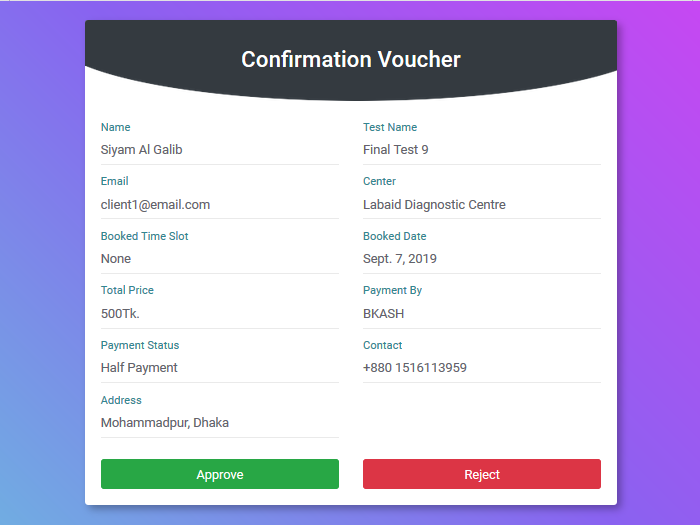 Confirmation Voucher
Name
Siyam Al Galib
Test Name
Final Test 9
Email
client1@email.com
Center
Labaid Diagnostic Centre
Booked Time Slot
None
Booked Date
Sept. 7, 2019
Total Price
500Tk.
Payment By
BKASH
Payment Status
Half Payment
Contact
+880 1516113959
Address
Mohammadpur, Dhaka
Approve
Reject